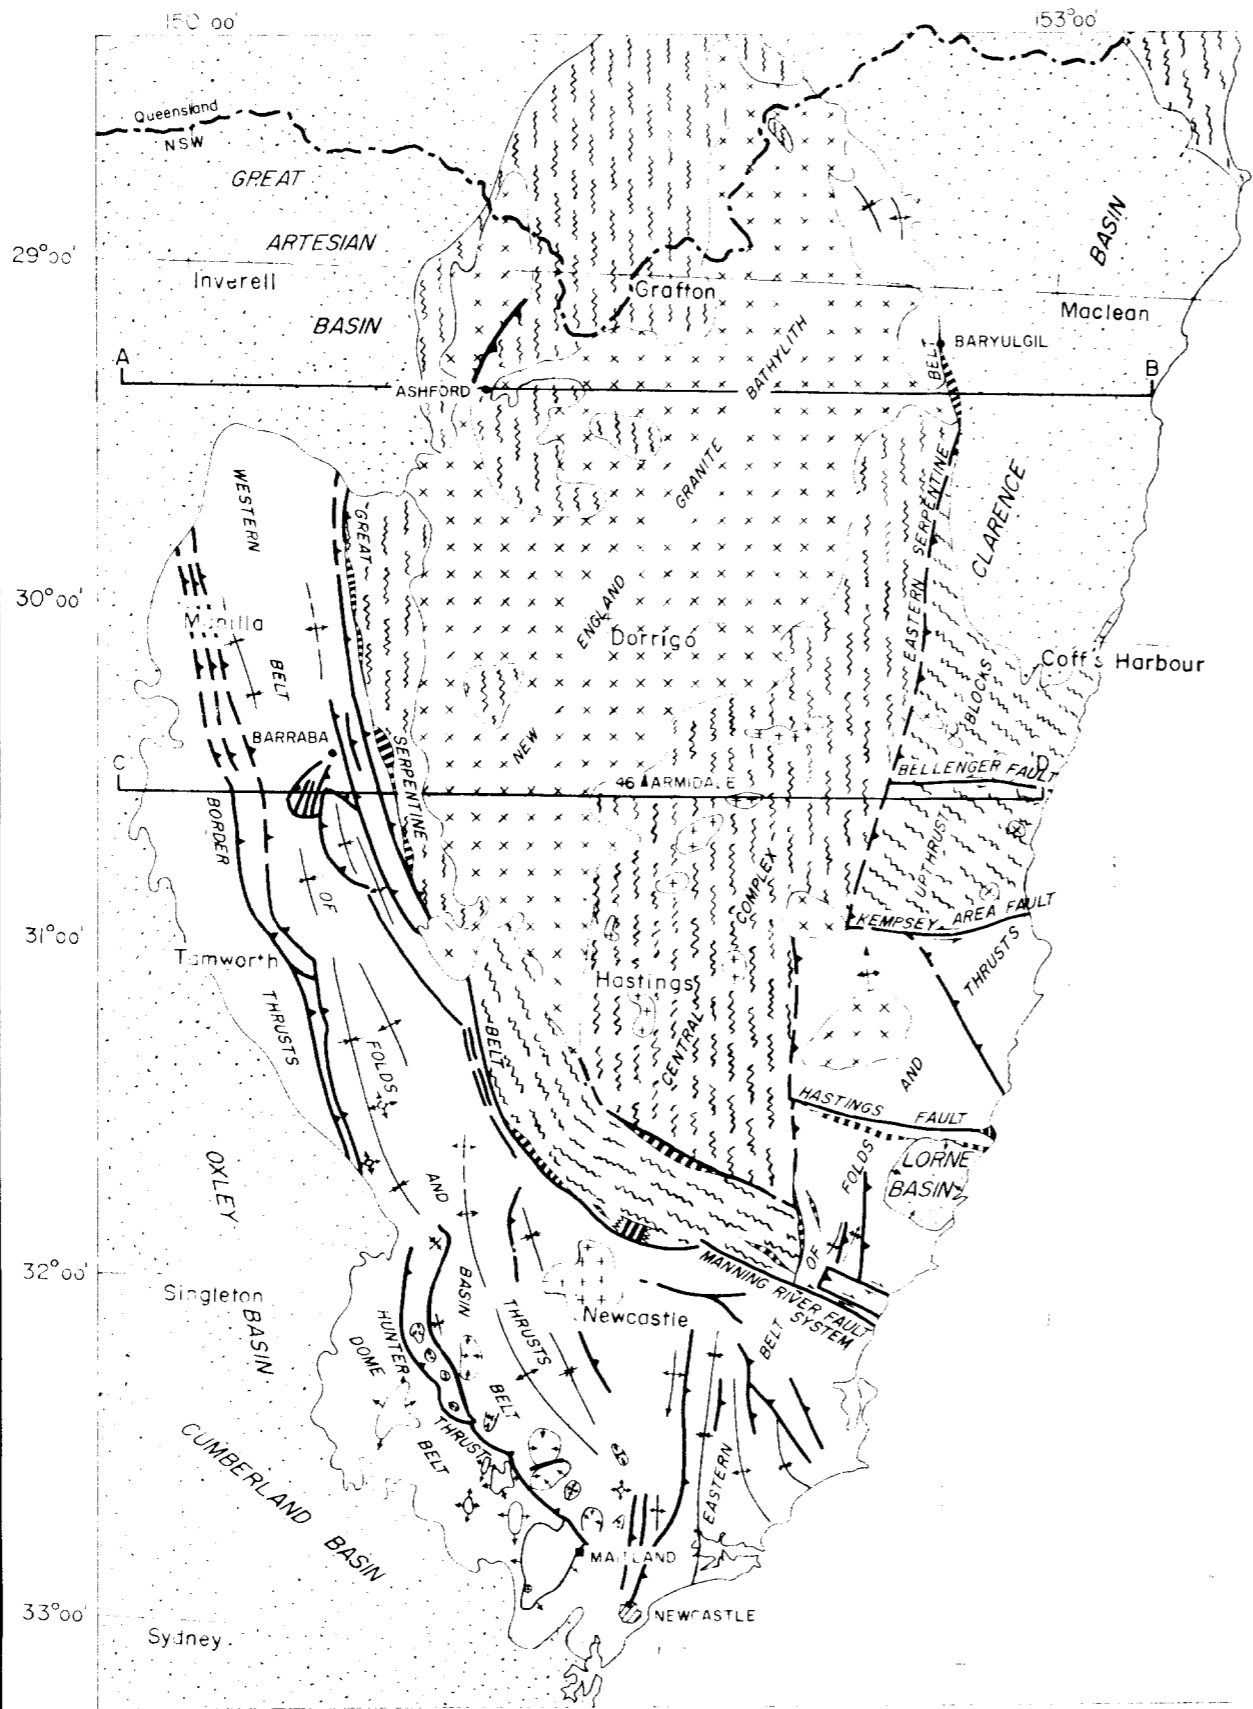 150°00'
153°00'
Queensland
NSW
GREAT
ARTESIAN
BASIN
29°00'
Inverell
Grafton
Maclean
BASIN
A
B
ASHFORD
BARYULGIL
BELT
BATHYLITH
GRANITE
ENGLAND
NEW
WESTERN
BELT
OF
FOLDS
AND
THRUSTS
GREAT
SERPENTINE
BELT
EASTERN SERPENTINE
CLARENCE
30°00'
Manilla
Dorrigo
Coff's Harbour
BLOCKS
BARRABA
C
D
46 ARMIDALE
BELLENGER FAULT
BORDER
THRUSTS
UPTHRUST
COMPLEX
CENTRAL
KEMPSEY AREA FAULT
THRUSTS
AND
31°00'
Tamworth
Hastings
HASTINGS FAULT
FOLDS
LORNE
BASIN
OXLEY
BASIN
OF
32°00'
Singleton
BASIN
HUNTER
THRUSTS
DOME
BELT
BELT
Newcastle
MANNING RIVER FAULT
SYSTEM
BELT
EASTERN
CUMBERLAND BASIN
MAITLAND
33°00'
NEWCASTLE
Sydney